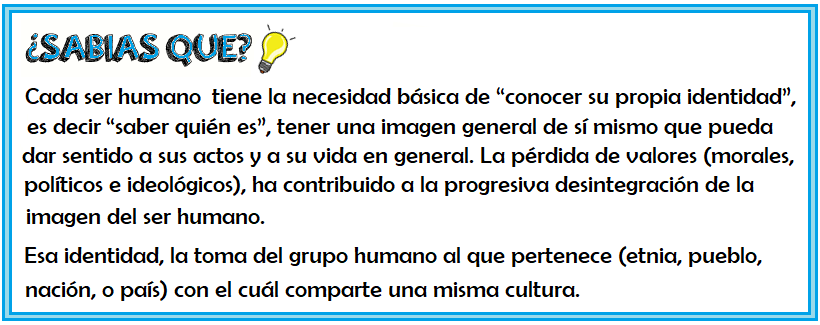 ¿SABIAS QUE?
Cada ser humano tiene la necesidad básica de “conocer su propia identidad”,
es decir “saber quién es”, tener una imagen general de sí mismo que pueda
dar sentido a sus actos y a su vida en general. La pérdida de valores (morales,
políticos e ideológicos), ha contribuido a la progresiva desintegración de la
imagen del ser humano.
Esa identidad, la toma del grupo humano al que pertenece (etnia, pueblo,
nación, o país) con el cuál comparte una misma cultura.